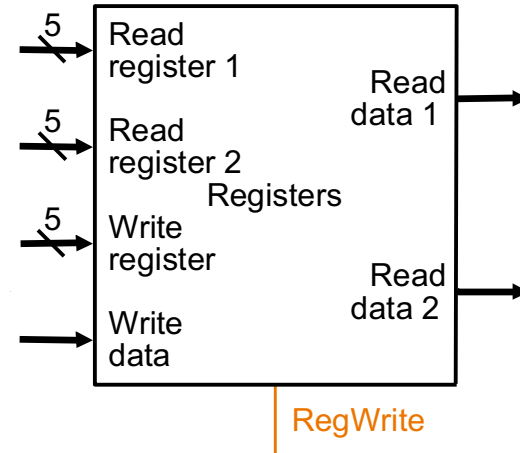 5
Read
register 1
Read
data 1
5
Read
register 2
Registers
5
Write
register
Read
data 2
Write
data
RegWrite